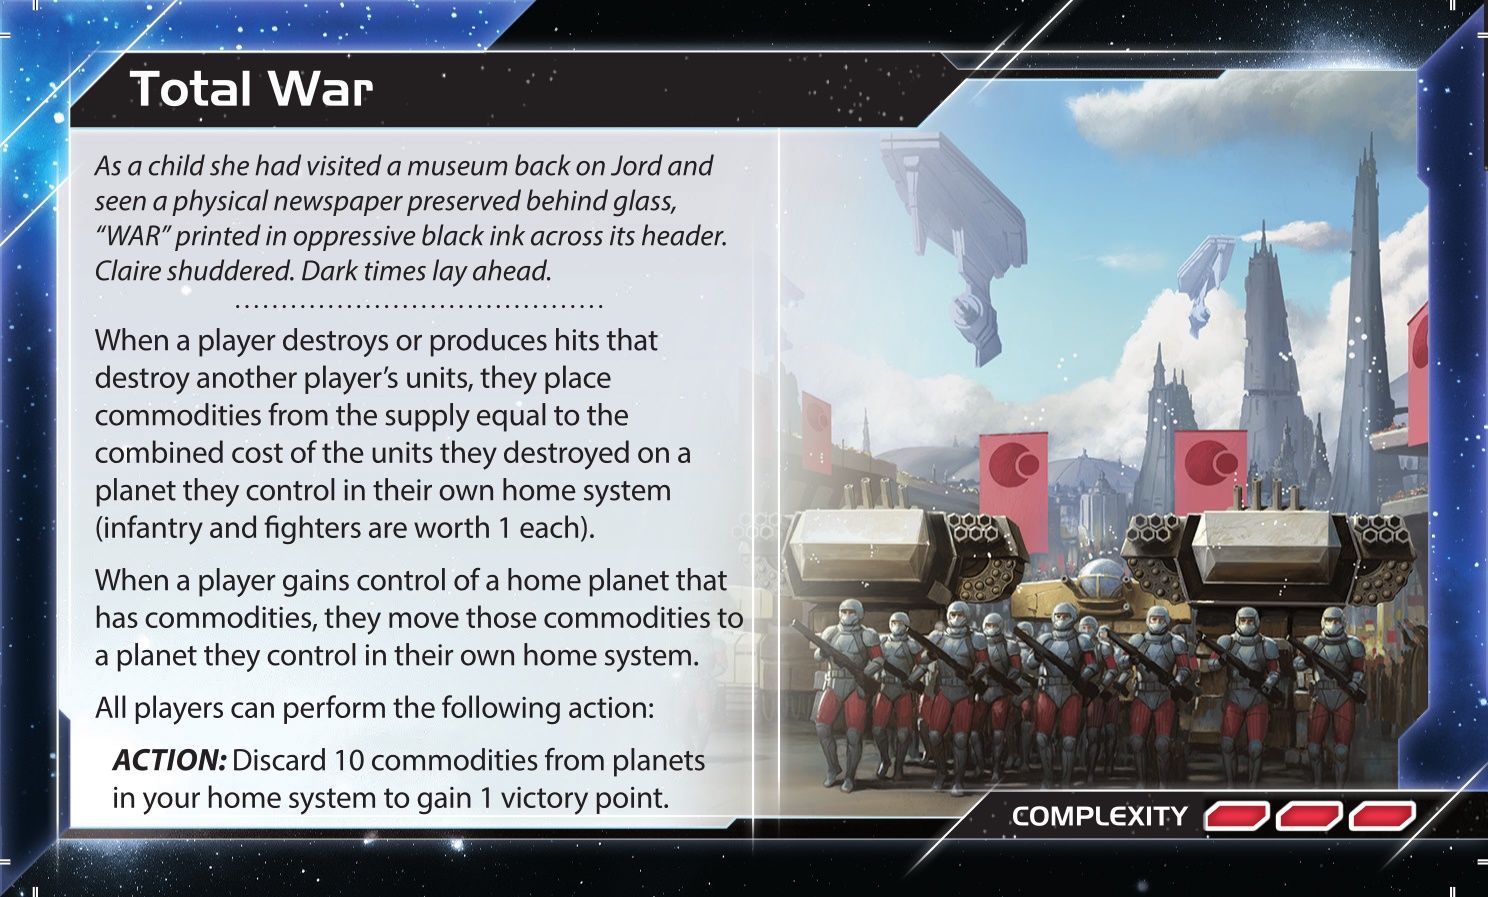 Total War
As a child she had visited a museum back on Jord and
seen a physical newspaper preserved behind glass,
“WAR” printed in oppressive black ink across its header.
Claire shuddered. Dark times lay ahead.
When a player destroys or produces hits that
destroy another player’s units, they place
commodities from the supply equal to the
combined cost of the units they destroyed on a
planet they control in their own home system
(infantry and fighters are worth 1 each).
When a player gains control of a home planet that
has commodities, they move those commodities to
a planet they control in their own home system.
All players can perform the following action:
ACTION: Discard 10 commodities from planets
in your home system to gain 1 victory point.
COMPLEXITY